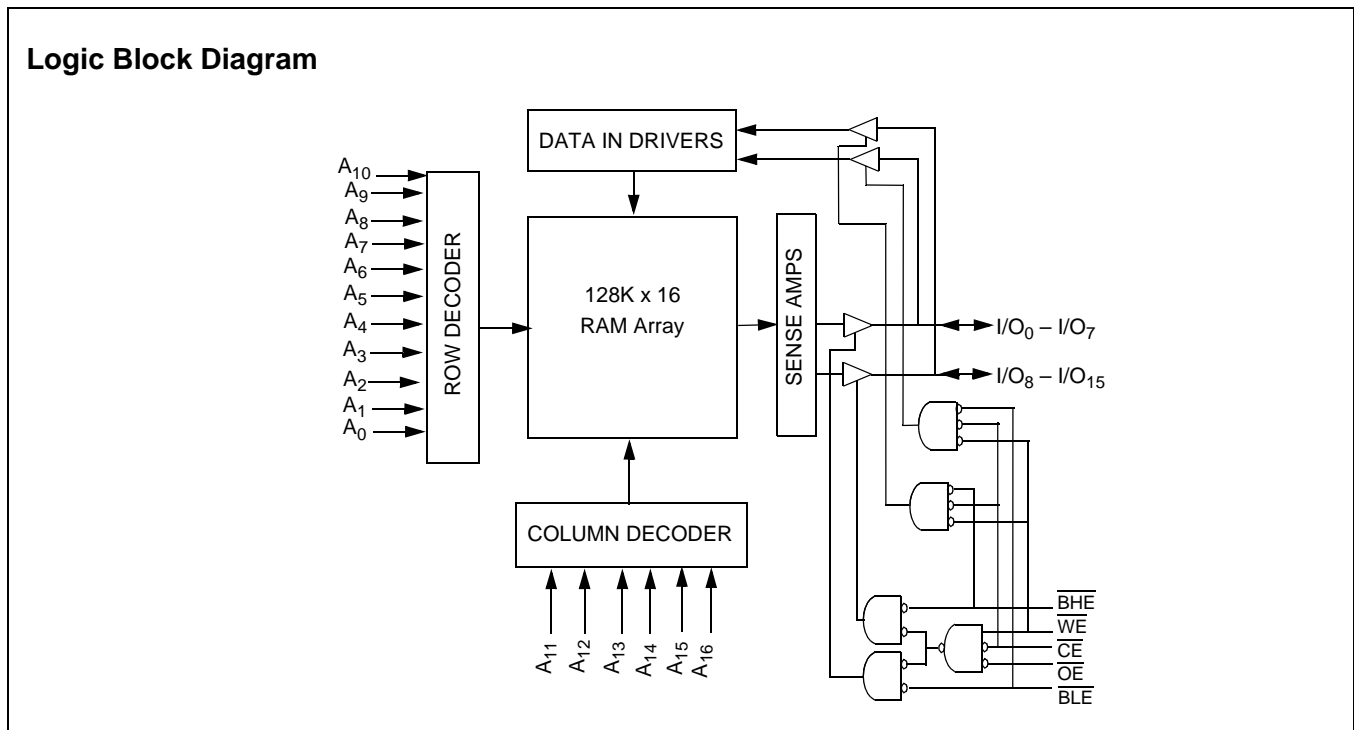 Logic Block Diagram
DATA IN DRIVERS
A10
A9
A8
A7
A6
A5
A4
A3
A2
A1
A0
ROW DECODER
128K x 16
RAM Array
SENSE AMPS
I/O0 – I/O7
I/O8 – I/O15
COLUMN DECODER
A11
A12
A13
A14
A15
A16
BHE
WE
CE
OE
BLE